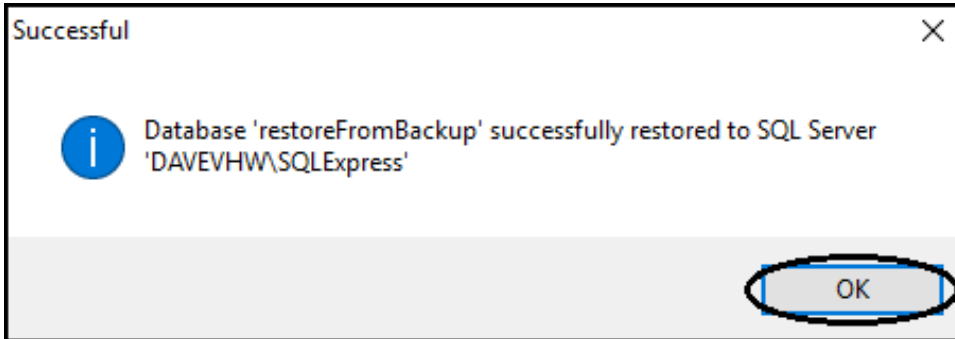 Successful
Database 'restoreFromBackup' successfully restored to SQL Server
'DAVEVHW\SQLExpress'
OK